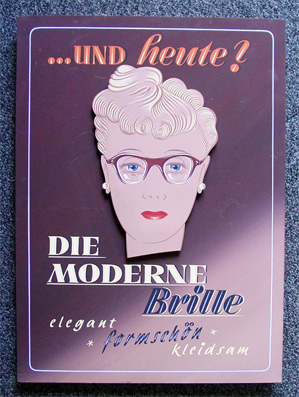 ...UND heute?
DIE
MODERNE
Brille
elegant
* formschön *
kleidsam